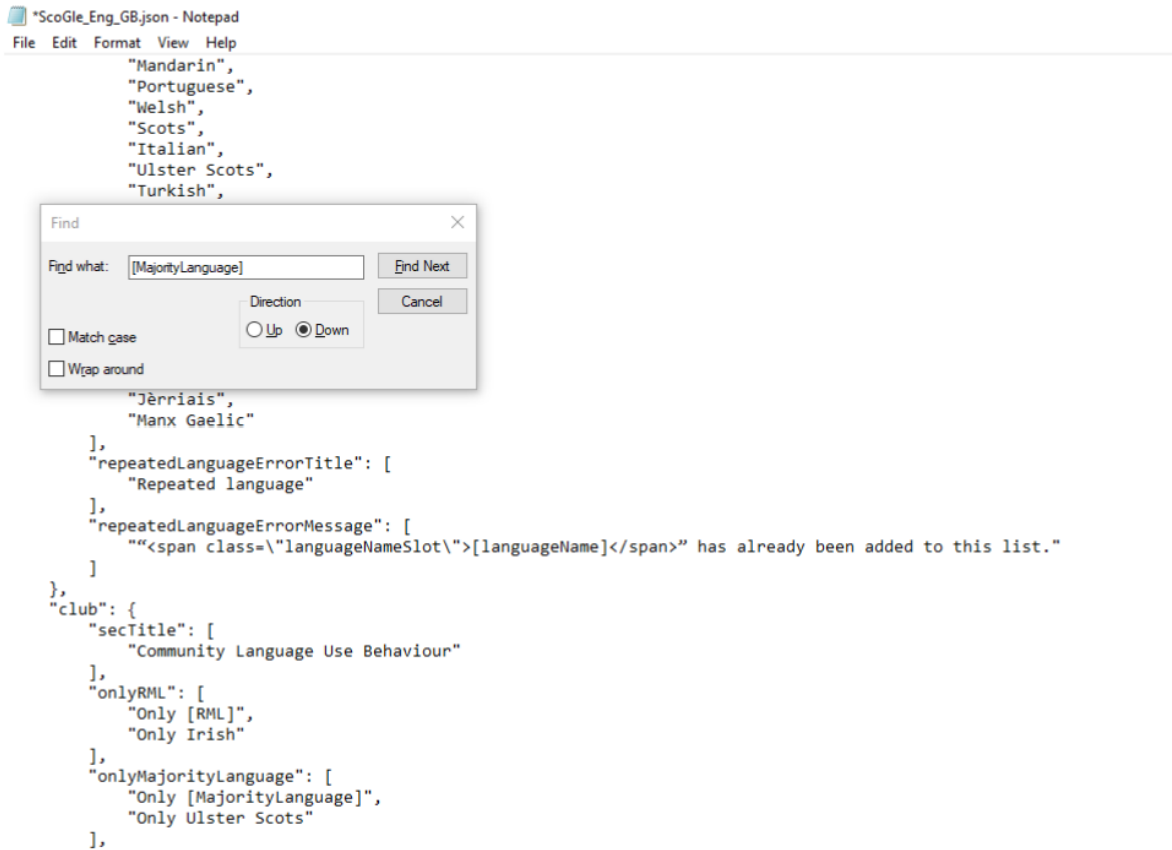 *ScoGle_Eng_GB.json - Notepad
File Edit Format View Help
"Mandarin",
"Portuguese",
"Welsh",
"Scots",
"Italian",
"Ulster Scots",
"Turkish",
Find
Find what: [MajorityLanguage] Find Next
Direction Cancel
Match case Up Down
Wrap around
"Jèrriais",
"Manx Gaelic"
],
"repeatedLanguageErrorTitle": [
"Repeated language"
],
"repeatedLanguageErrorMessage": [
"“<span class=\"languageNameSlot\">[languageName]</span>” has already been added to this list."
]
},
"club": {
"secTitle": [
"Community Language Use Behaviour"
],
"onlyRML": [
"Only [RML]",
"Only Irish"
],
"onlyMajorityLanguage": [
"Only [MajorityLanguage]",
"Only Ulster Scots"
],